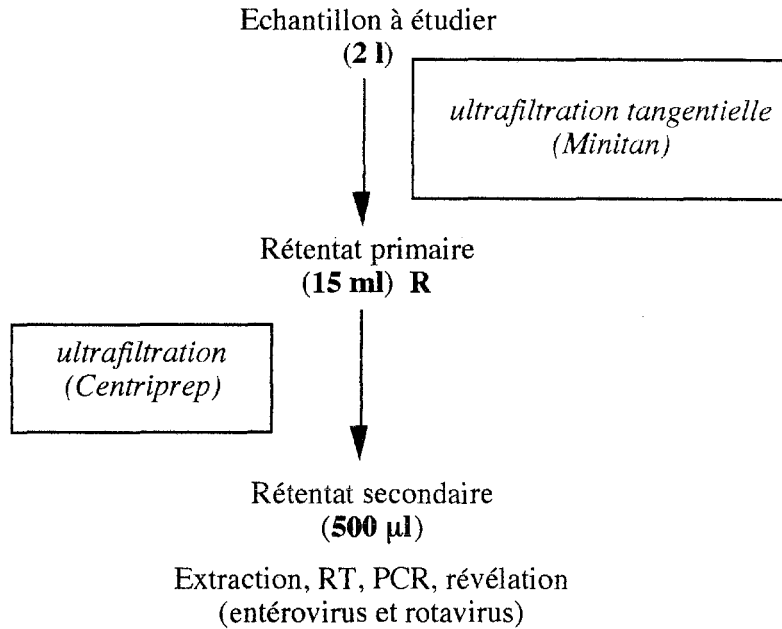 Echantillon à étudier
(2 l)
ultrafiltration tangentielle
(Minitan)
Rétentat primaire
(15 ml) R
ultrafiltration
(Centriprep)
Rétentat secondaire
(500 µl)
Extraction, RT, PCR, révélation
(entérovirus et rotavirus)